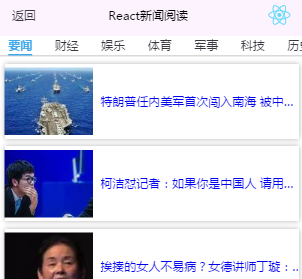 返回
React新闻阅读
要闻 财经 娱乐 体育 军事 科技 历史
特朗普任内美军首次闯入南海 被中...
柯洁怼记者：如果你是中国人 请用...
挨揍的女人不易病？女德讲师丁璇：...